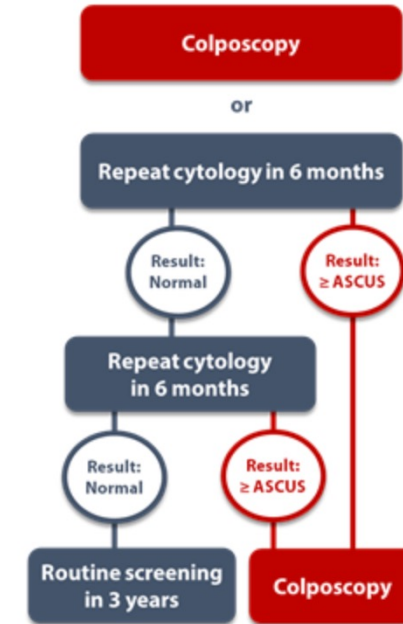 Colposcopy
or
Repeat cytology in 6 months
Result:
Normal
Result:
≥ ASCUS
Repeat cytology
in 6 months
Result:
Normal
Result:
≥ ASCUS
Routine screening
in 3 years
Colposcopy